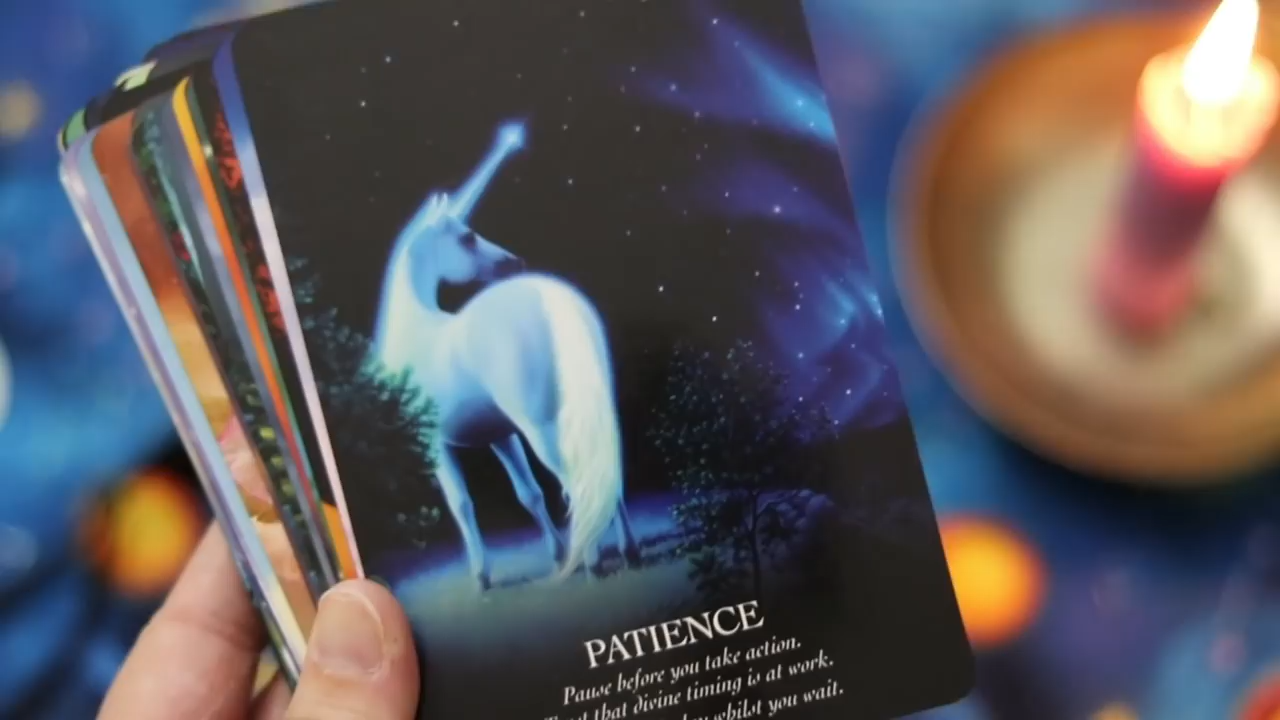 PATIENCE
Pause before you take action.
that divine timing is at work.
whilst you wait.